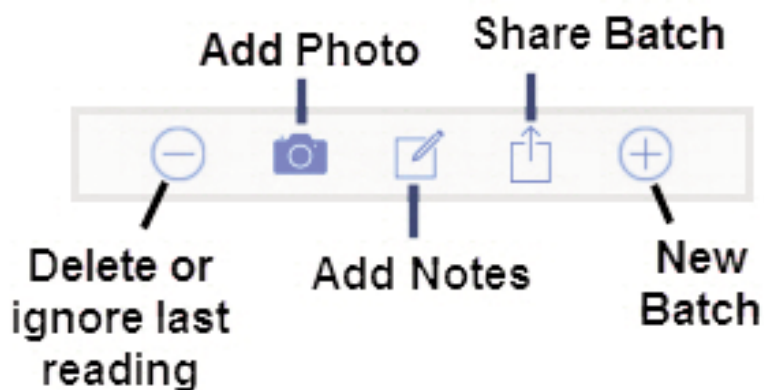 Add Photo
Share Batch
Delete or
ignore last
reading
Add Notes
New
Batch